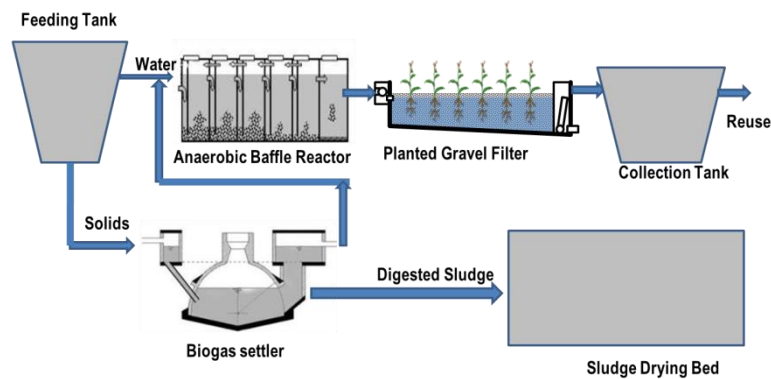 Feeding Tank
Water
Anaerobic Baffle Reactor
Planted Gravel Filter
Reuse
Collection Tank
Solids
Digested Sludge
Biogas settler
Sludge Drying Bed